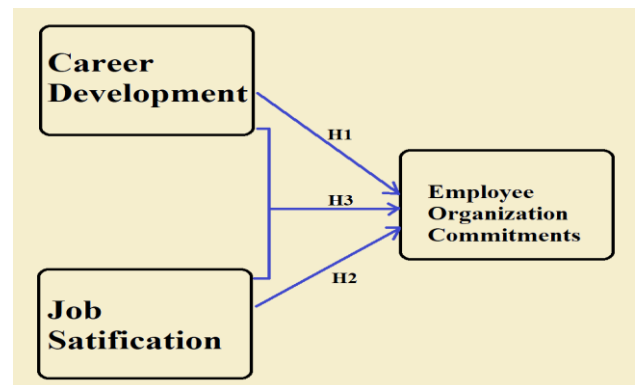 Career
Development
H1
H3
Employee
Organization
Commitments
H2
Job
Satification